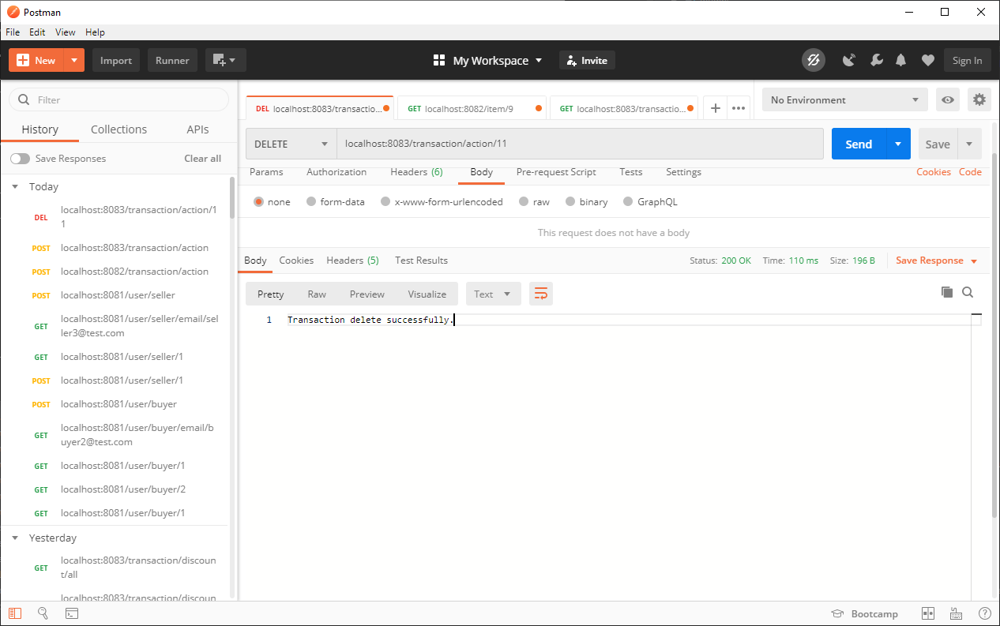 Postman
File Edit View Help
New Import Runner My Workspace Invite Sign In
Filter
History Collections APIs
Save Responses Clear all
Today
DEL localhost:8083/transaction/action/1
1
POST localhost:8083/transaction/action
POST localhost:8082/transaction/action
POST localhost:8081/user/seller
GET localhost:8081/user/seller/email/sel
ler3@test.com
GET localhost:8081/user/seller/1
POST localhost:8081/user/seller/1
POST localhost:8081/user/buyer
GET localhost:8081/user/buyer/email/b
uyer2@test.com
GET localhost:8081/user/buyer/1
GET localhost:8081/user/buyer/2
GET localhost:8081/user/buyer/1
Yesterday
GET localhost:8083/transaction/discoun
t/all
localhost:8083/transaction/discoun
DEL localhost:8083/transactio... GET localhost:8082/item/9 GET localhost:8083/transactio... No Environment
DELETE localhost:8083/transaction/action/11 Send Save
Params Authorization Headers (6) Body Pre-request Script Tests Settings Cookies Code
none form-data x-www-form-urlencoded raw binary GraphQL
This request does not have a body
Body Cookies Headers (5) Test Results Status: 200 OK Time: 110 ms Size: 196 B Save Response
Pretty Raw Preview Visualize Text
1 Transaction delete successfully.
Bootcamp